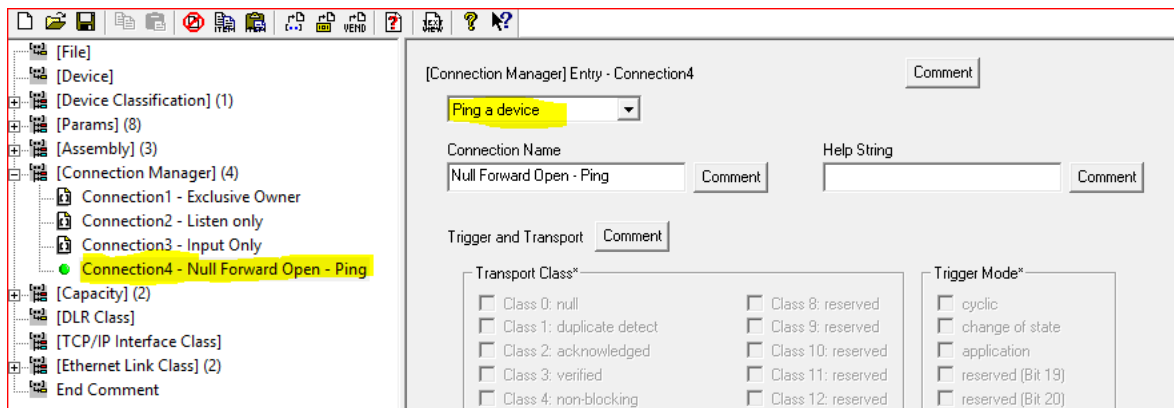 ITEM ITEM VEND TEXT VIEW
[File]
[Device]
[Device Classification] (1)
[Params] (8)
[Assembly] (3)
[Connection Manager] (4)
Connection1 - Exclusive Owner
Connection2 - Listen only
Connection3 - Input Only
Connection4 - Null Forward Open - Ping
[Capacity] (2)
[DLR Class]
[TCP/IP Interface Class]
[Ethernet Link Class] (2)
End Comment
[Connection Manager] Entry - Connection4 Comment
Ping a device
Connection Name Help String
Null Forward Open - Ping Comment Comment
Trigger and Transport Comment
Transport Class* Trigger Mode*
Class 0: null Class 8: reserved cyclic
Class 1: duplicate detect Class 9: reserved change of state
Class 2: acknowledged Class 10: reserved application
Class 3: verified Class 11: reserved reserved (Bit 19)
Class 4: non-blocking Class 12: reserved reserved (Bit 20)